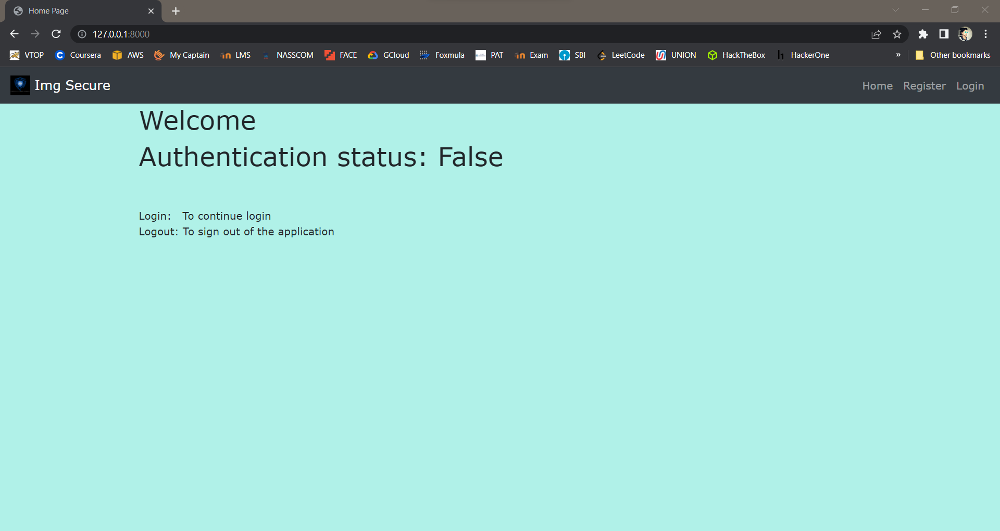 Home Page
127.0.0.1:8000
VTOP Coursera AWS My Captain LMS NASSCOM FACE GCloud Foxmula PAT Exam SBI LeetCode UNION HackTheBox HackerOne » Other bookmarks
Img Secure Home Register Login
Welcome
Authentication status: False
Login: To continue login
Logout: To sign out of the application